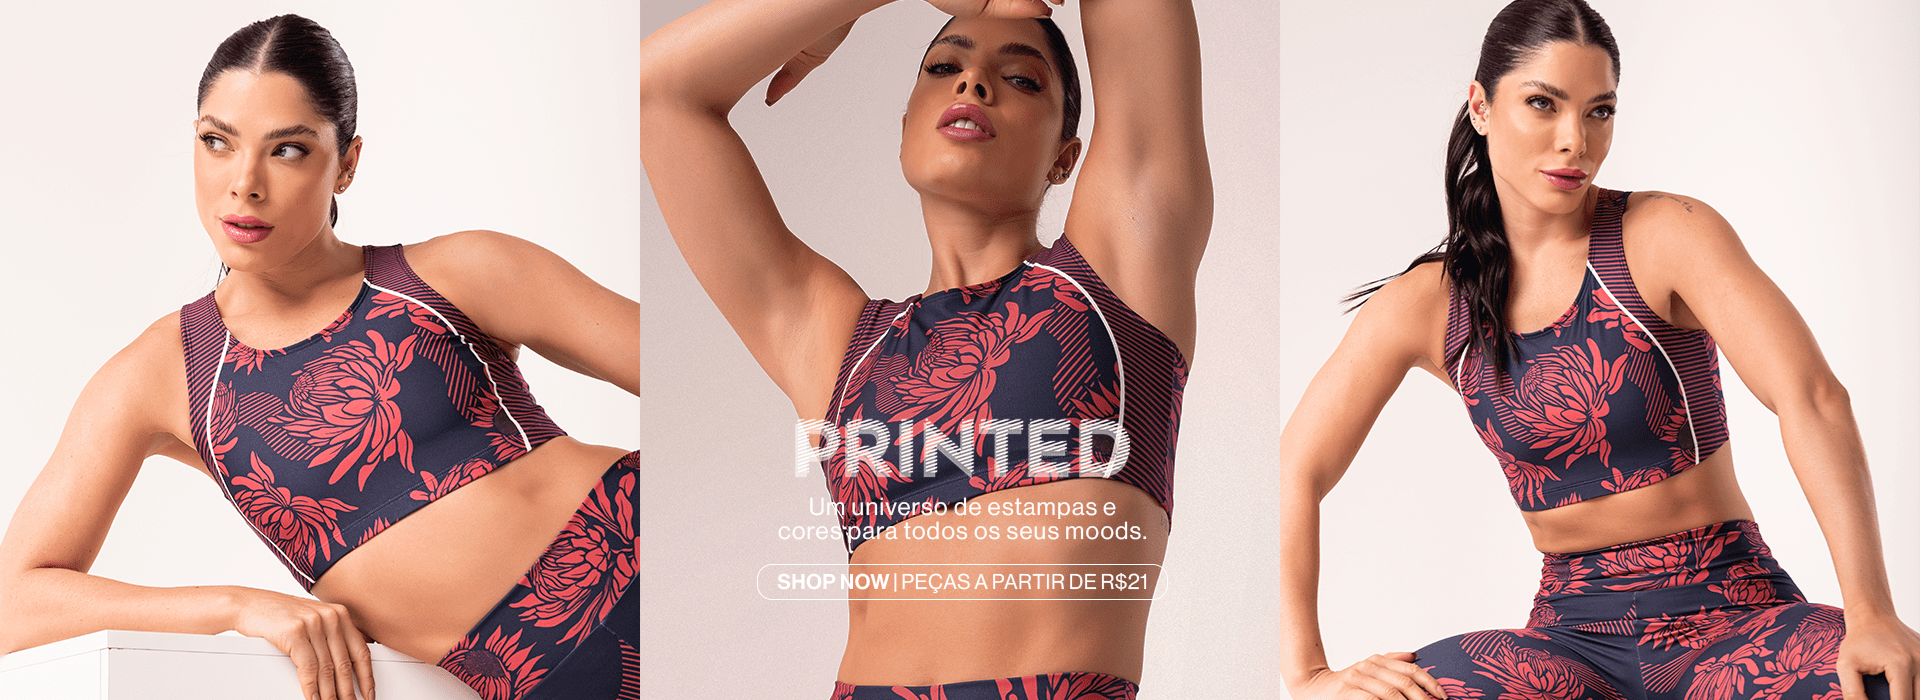 PRINTED
Um universo de estampas e
cores para todos os seus moods.
SHOP NOW | PEÇAS A PARTIR DE R$21